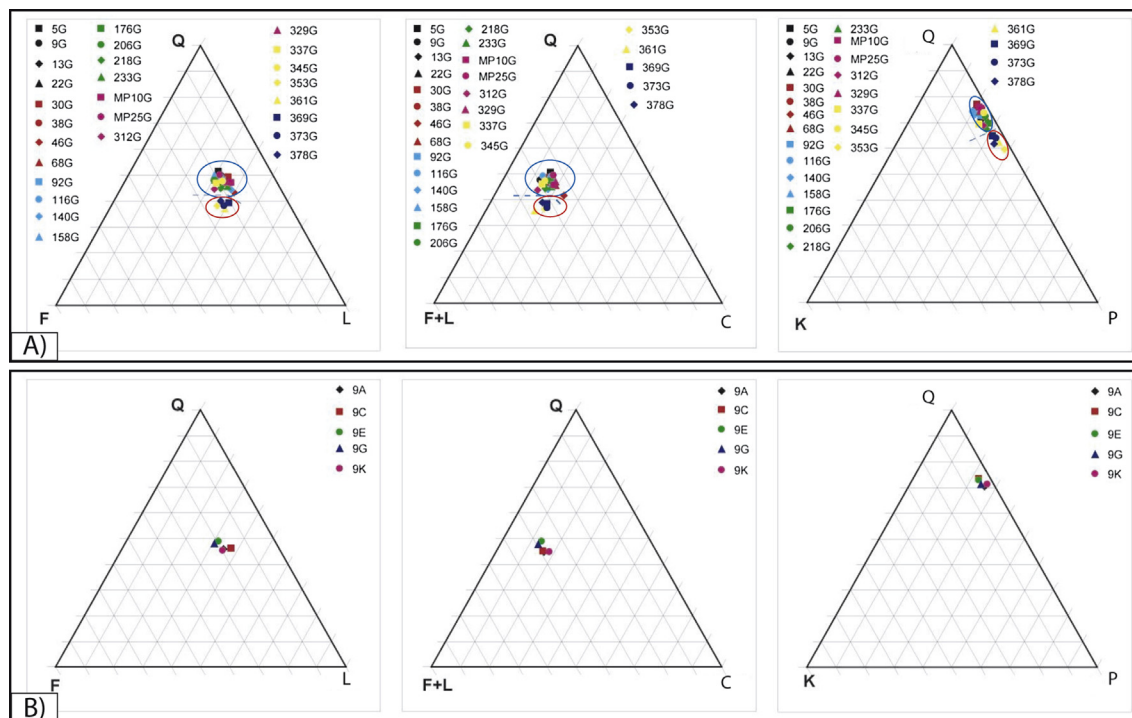 5G
9G
13G
22G
30G
38G
46G
68G
92G
116G
140G
158G
176G
206G
218G
233G
MP10G
MP25G
312G
Q
329G
337G
345G
353G
361G
369G
373G
378G
F
L
5G
9G
13G
22G
30G
38G
46G
68G
92G
116G
140G
158G
176G
206G
218G
233G
MP10G
MP25G
312G
329G
337G
345G
Q
353G
361G
369G
373G
378G
F+L
C
5G
9G
13G
22G
30G
38G
46G
68G
92G
116G
140G
158G
176G
206G
218G
233G
MP10G
MP25G
312G
329G
337G
345G
353G
Q
361G
369G
373G
378G
K
P
A)
Q
9A
9C
9E
9G
9K
F
L
Q
9A
9C
9E
9G
9K
F+L
C
Q
9A
9C
9E
9G
9K
K
P
B)